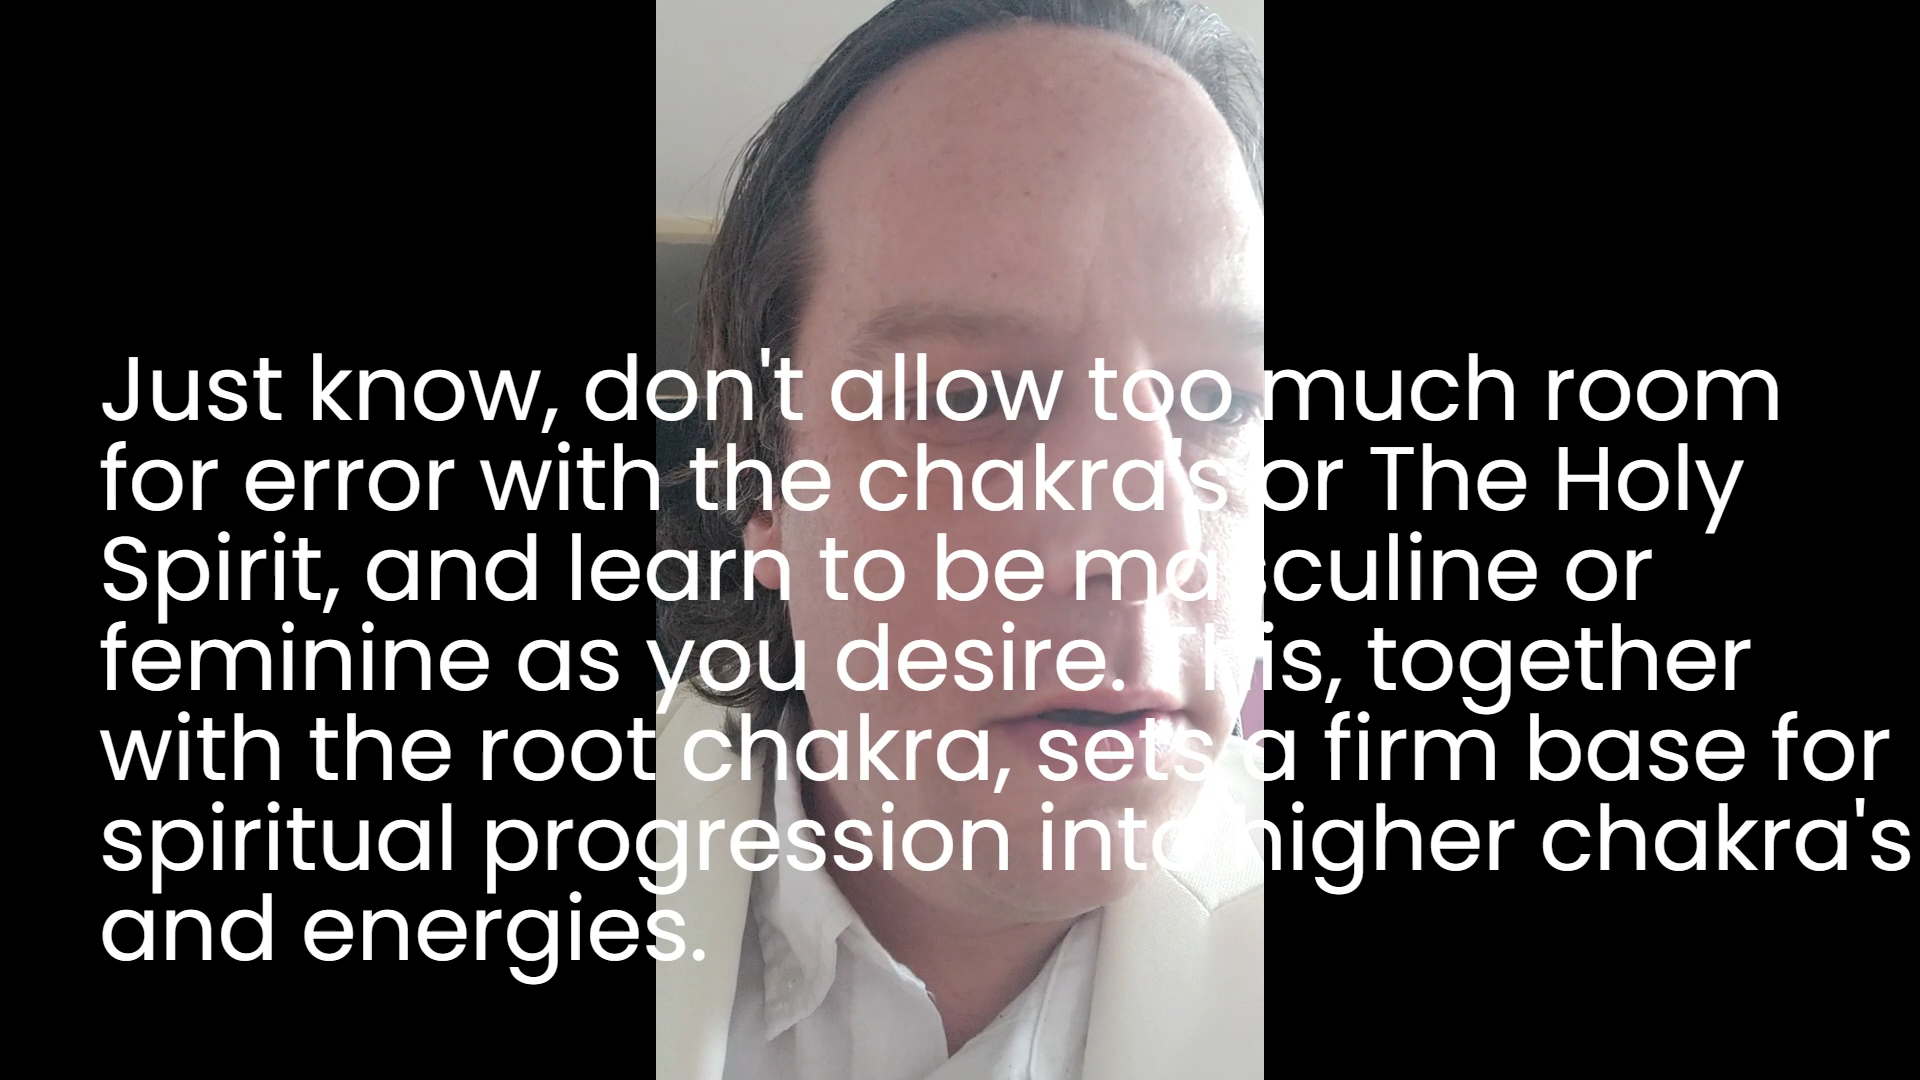 Just know, don't allow too much room
for error with the chakra's or The Holy
Spirit, and learn to be masculine or
feminine as you desire. This, together
with the root chakra, sets a firm base for
spiritual progression into higher chakra's
and energies.